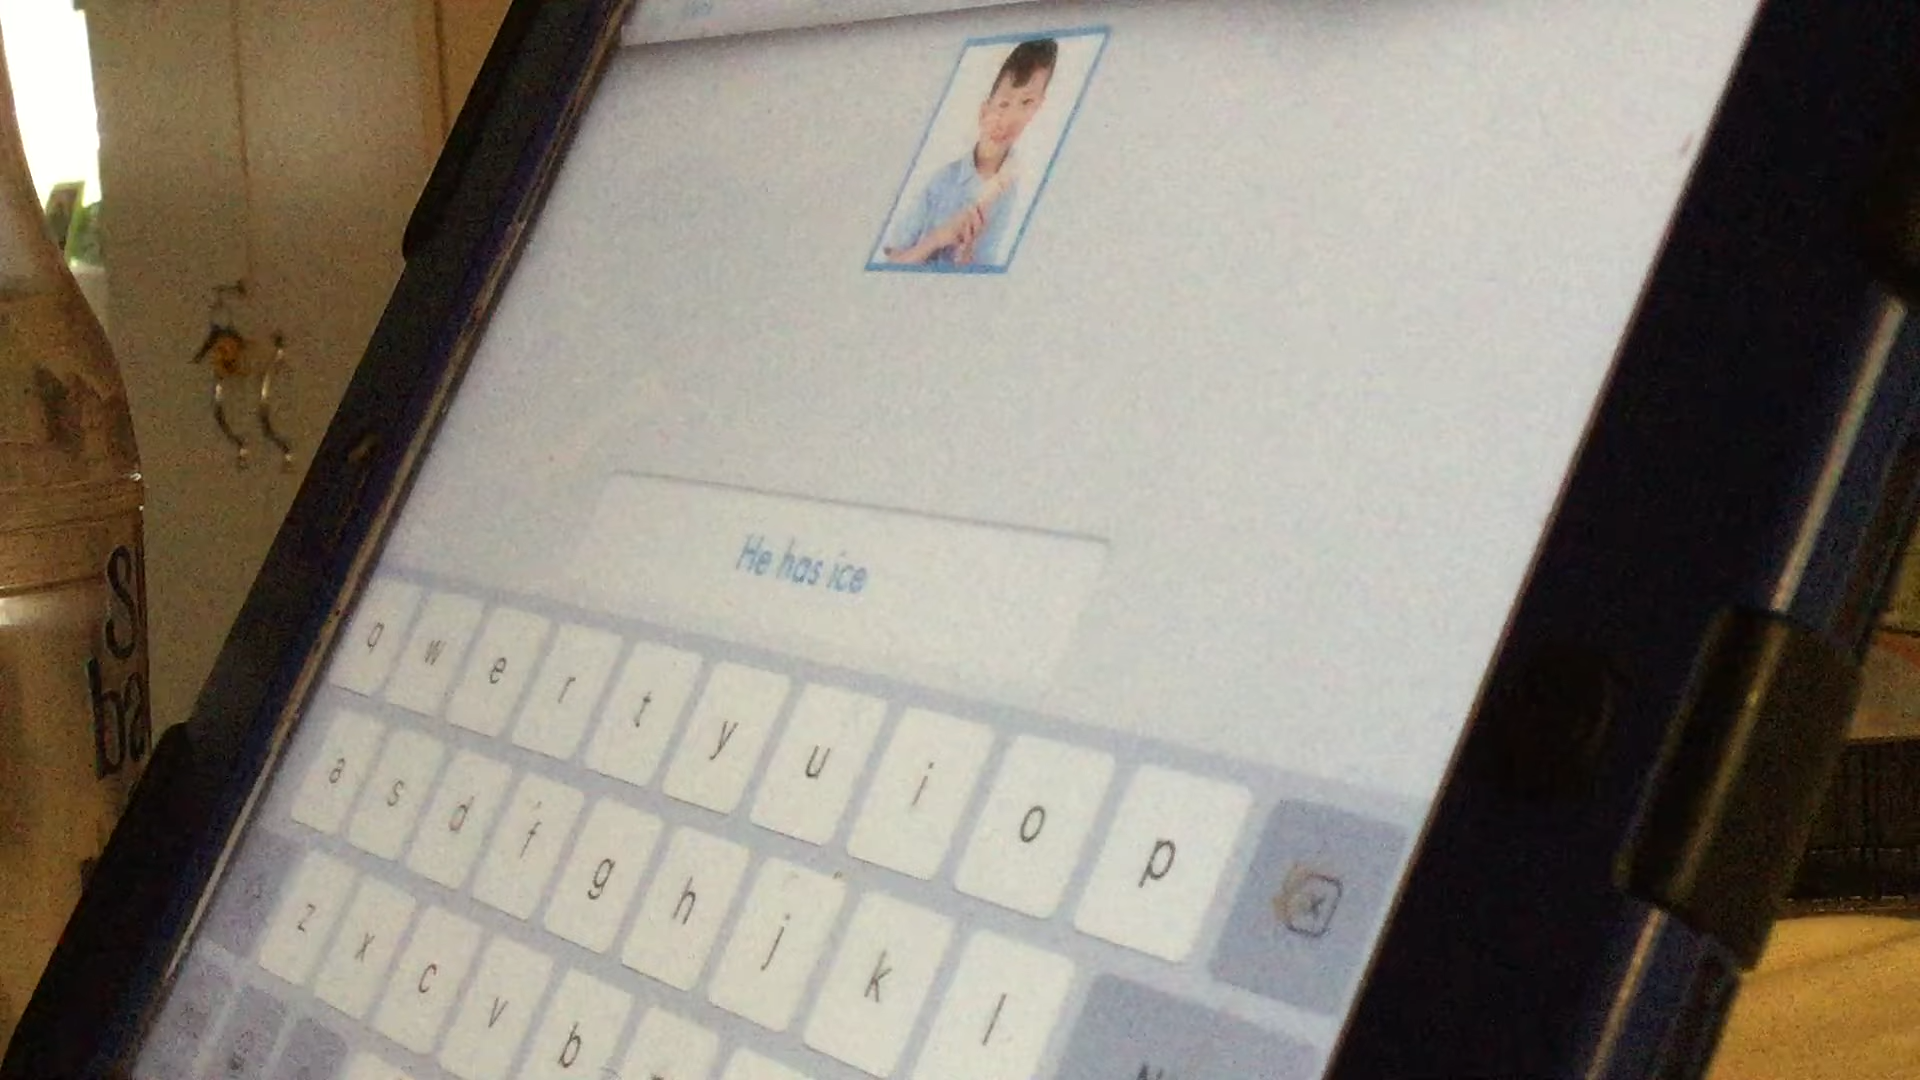 He has ice
q w e r t y u i o p
a s d f g h j k l
z x c v b